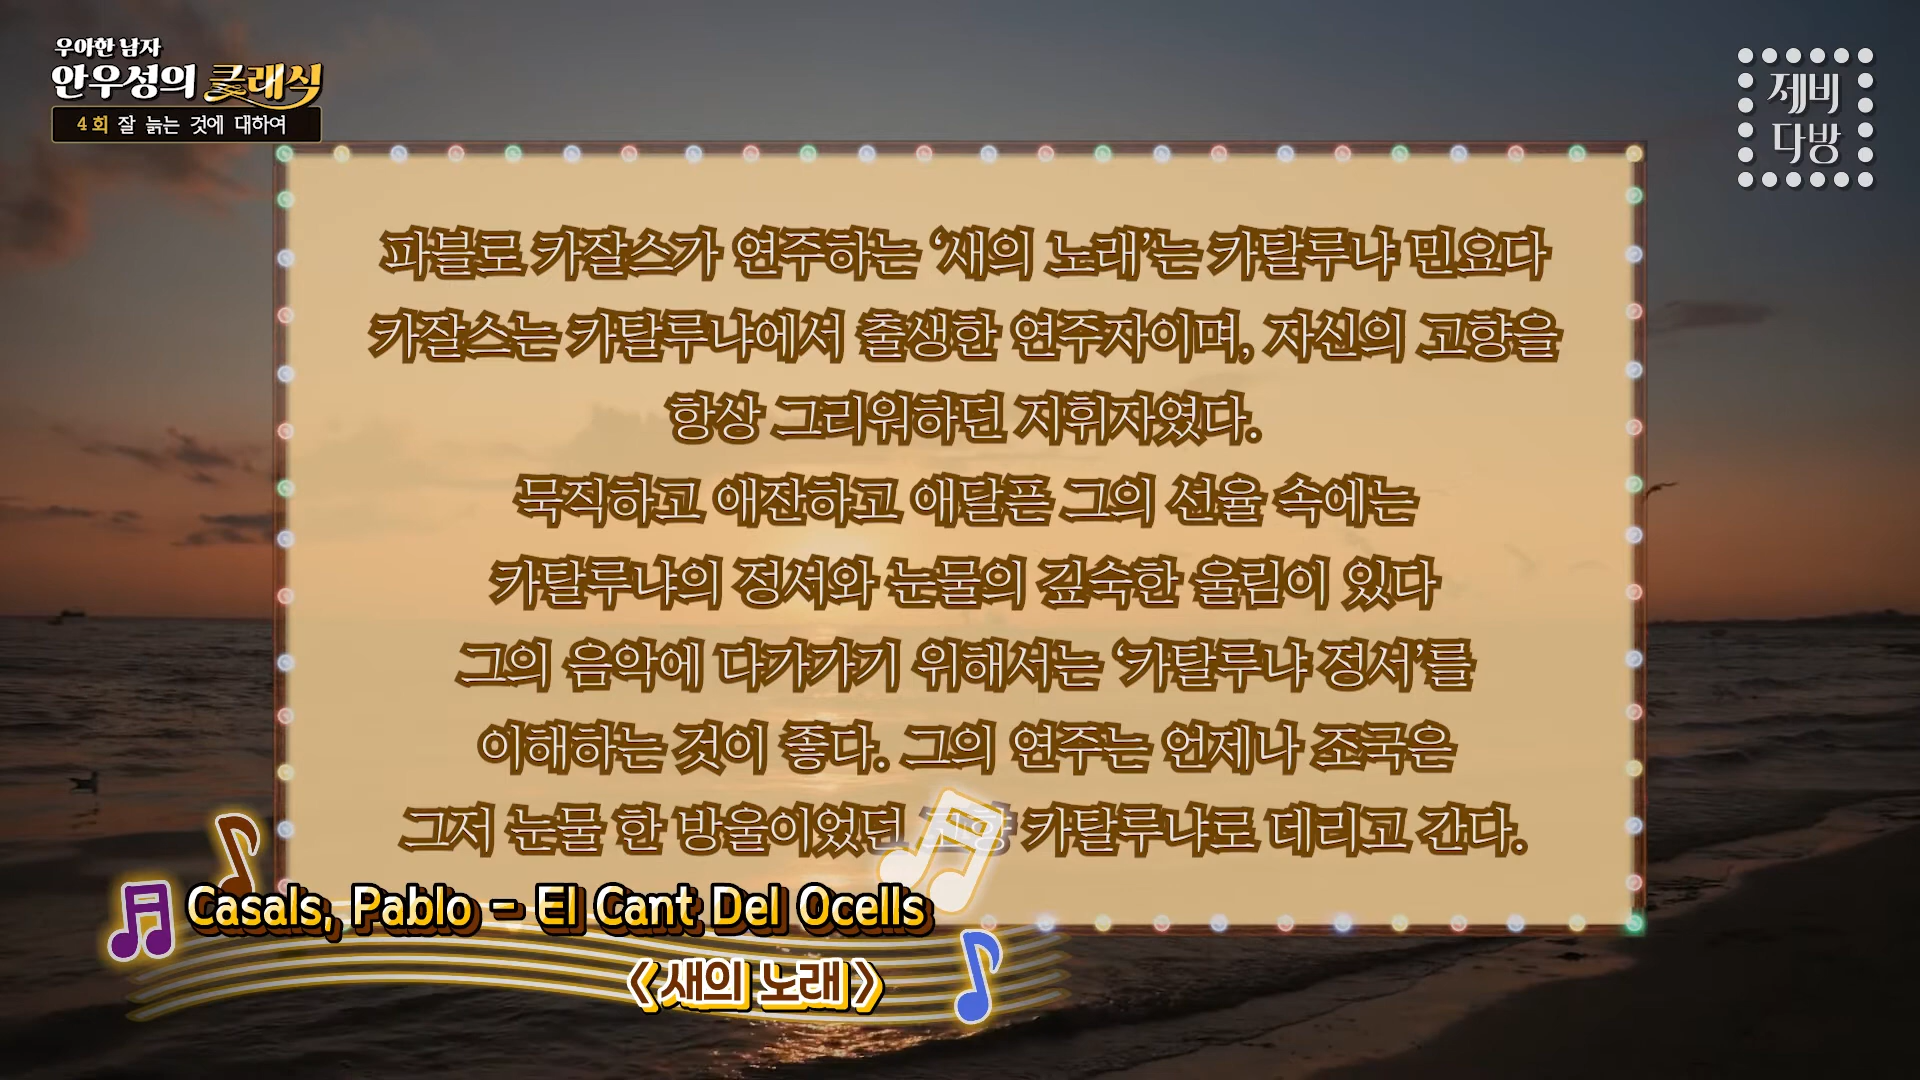 우아한 남자
안우성의 클래식
4회 잘 늙는 것에 대하여
제비
다방
파블로 카잘스가 연주하는 ‘새의 노래’는 카탈루냐 민요다
카잘스는 카탈루냐에서 출생한 연주자이며, 자신의 고향을
항상 그리워하던 지휘자였다.
묵직하고 애잔하고 애달픈 그의 선율 속에는
카탈루냐의 정서와 눈물의 깊숙한 울림이 있다
그의 음악에 다가가기 위해서는 ‘카탈루냐 정서’를
이해하는 것이 좋다. 그의 연주는 언제나 조국은
그저 눈물 한 방울이었던 고향 카탈루냐로 데리고 간다.
Casals, Pablo - El Cant Del Ocells
< 새의 노래 >